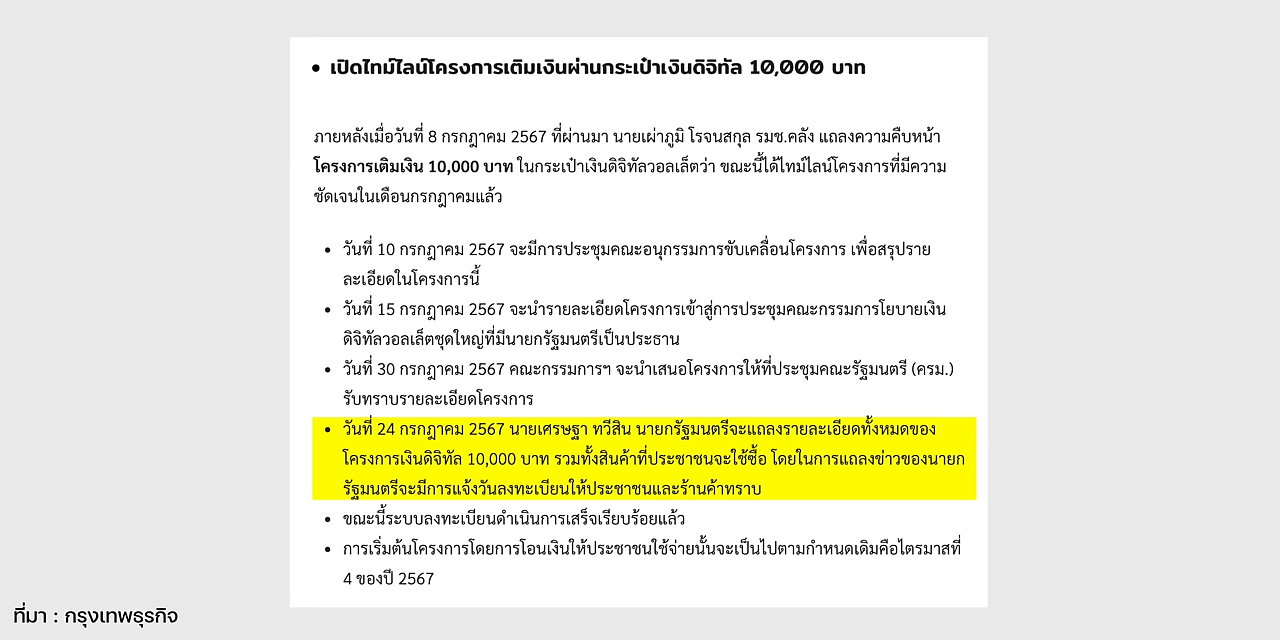 • เปิดไทม์ไลน์โครงการเติมเงินผ่านกระเป๋าเงินดิจิทัล 10,000 บาท
ภายหลังเมื่อวันที่ 8 กรกฎาคม 2567 ที่ผ่านมา นายเผ่าภูมิ โรจนสกุล รมช.คลัง แถลงความคืบหน้า
โครงการเติมเงิน 10,000 บาท ในกระเป๋าเงินดิจิทัลวอลเล็ตว่า ขณะนี้ได้ไทม์ไลน์โครงการที่มีความ
ชัดเจนในเดือนกรกฎาคมแล้ว
• วันที่ 10 กรกฎาคม 2567 จะมีการประชุมคณะอนุกรรมการขับเคลื่อนโครงการ เพื่อสรุปราย
ละเอียดในโครงการนี้
• วันที่ 15 กรกฎาคม 2567 จะนำรายละเอียดโครงการเข้าสู่การประชุมคณะกรรมการโยบายเงิน
ดิจิทัลวอลเล็ตชุดใหญ่ที่มีนายกรัฐมนตรีเป็นประธาน
• วันที่ 30 กรกฎาคม 2567 คณะกรรมการฯ จะนำเสนอโครงการให้ที่ประชุมคณะรัฐมนตรี (ครม.)
รับทราบรายละเอียดโครงการ
• วันที่ 24 กรกฎาคม 2567 นายเศรษฐา ทวีสิน นายกรัฐมนตรีจะแถลงรายละเอียดทั้งหมดของ
โครงการเงินดิจิทัล 10,000 บาท รวมทั้งสินค้าที่ประชาชนจะใช้ซื้อ โดยในการแถลงข่าวของนายก
รัฐมนตรีจะมีการแจ้งวันลงทะเบียนให้ประชาชนและร้านค้าทราบ
• ขณะนี้ระบบลงทะเบียนดำเนินการเสร็จเรียบร้อยแล้ว
• การเริ่มต้นโครงการโดยการโอนเงินให้ประชาชนใช้จ่ายนั้นจะเป็นไปตามกำหนดเดิมคือไตรมาสที่
4 ของปี 2567
ที่มา : กรุงเทพธุรกิจ